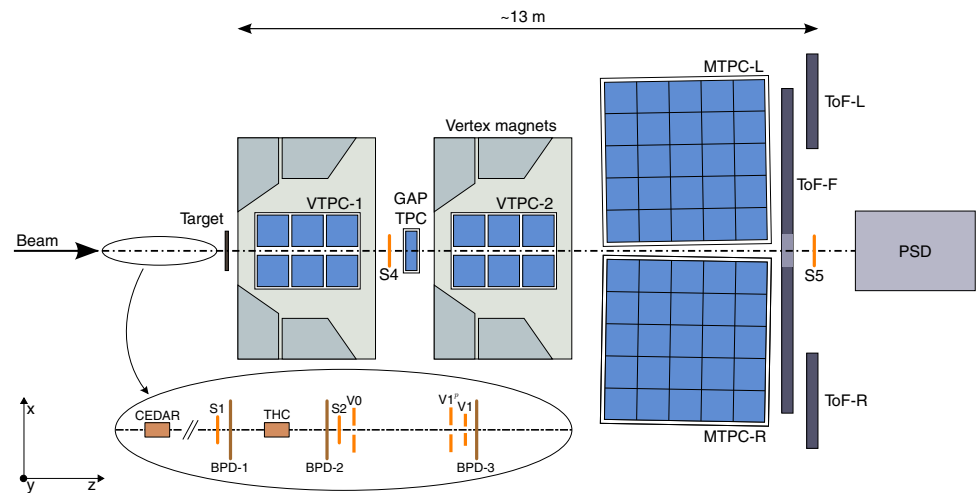 ~13 m
MTPC-L
ToF-L
Vertex magnets
ToF-F
GAP
TPC
VTPC-1
VTPC-2
Target
Beam
PSD
S4
S5
x
y
z
CEDAR
S1
THC
S2
V0
V1ᵖ
V1
BPD-1
BPD-2
BPD-3
ToF-R
MTPC-R